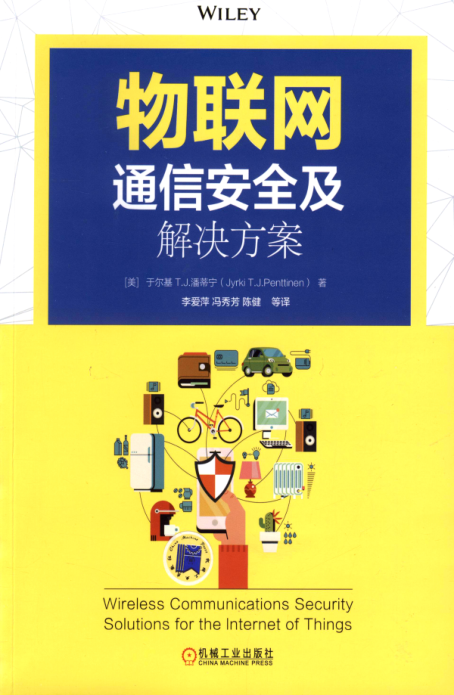 WILEY
物联网
通信安全及
解决方案
[美] 于尔基 T.J.潘蒂宁(Jyrki T.J.Penttinen) 著
李爱萍 冯秀芳 陈健 等译
Wireless Communications Security
Solutions for the Internet of Things
机械工业出版社
CHINA MACHINE PRESS